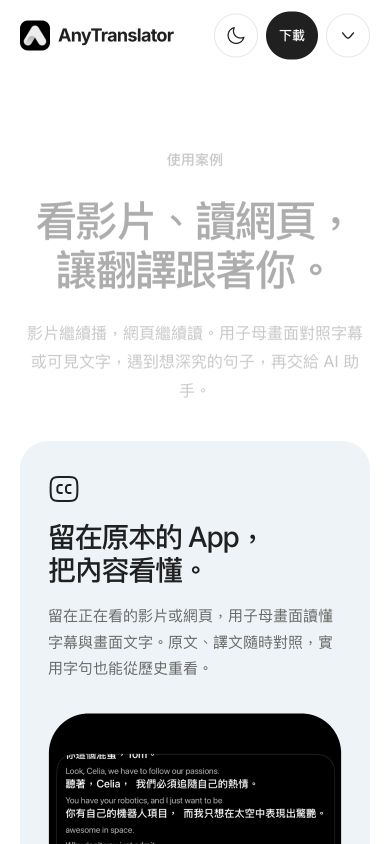 AnyTranslator
下載
使用案例
看影片、讀網頁，
讓翻譯跟著你。
影片繼續播，網頁繼續讀。用子母畫面對照字幕
或可見文字，遇到想深究的句子，再交給 AI 助
手。
CC
留在原本的 App，
把內容看懂。
留在正在看的影片或網頁，用子母畫面讀懂
字幕與畫面文字。原文、譯文隨時對照，實
用字句也能從歷史重看。
Look, Celia, we have to follow our passions.
聽著，Celia， 我們必須追隨自己的熱情。
You have your robotics, and I just want to be
你有自己的機器人項目， 而我只想在太空中表現出驚艷。
awesome in space.